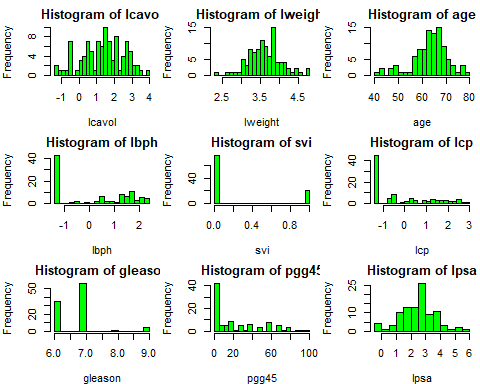 Histogram of lcavo
Histogram of lweigh
Histogram of age
Frequency
0 4 8
Frequency
0 5 10
Frequency
0 5 15
-1 0 1 2 3 4
2.5 3.5 4.5
40 50 60 70 80
lcavol
lweight
age
Histogram of lbph
Histogram of svi
Histogram of lcp
Frequency
0 20 40
Frequency
0 40
Frequency
0 20 40
-1 0 1 2
0.0 0.4 0.8
-1 0 1 2 3
lbph
svi
lcp
Histogram of gleaso
Histogram of pgg45
Histogram of lpsa
Frequency
0 20 50
Frequency
0 20 40
Frequency
0 10 25
6.0 7.0 8.0 9.0
0 20 60 100
0 1 2 3 4 5 6
gleason
pgg45
lpsa